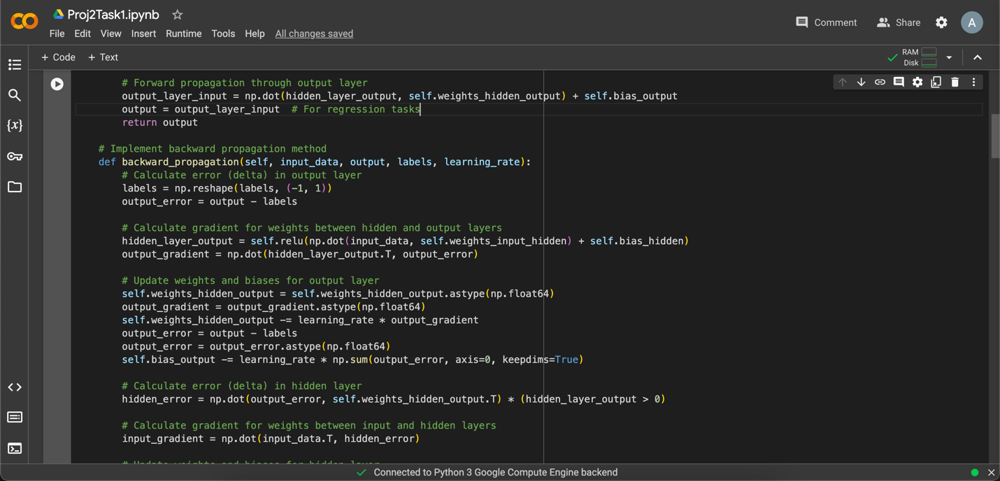 Proj2Task1.ipynb
File Edit View Insert Runtime Tools Help All changes saved
Comment Share A
+ Code + Text
RAM
Disk
# Forward propagation through output layer
output_layer_input = np.dot(hidden_layer_output, self.weights_hidden_output) + self.bias_output
output = output_layer_input  # For regression tasks
return output
# Implement backward propagation method
def backward_propagation(self, input_data, output, labels, learning_rate):
# Calculate error (delta) in output layer
labels = np.reshape(labels, (-1, 1))
output_error = output - labels
# Calculate gradient for weights between hidden and output layers
hidden_layer_output = self.relu(np.dot(input_data, self.weights_input_hidden) + self.bias_hidden)
output_gradient = np.dot(hidden_layer_output.T, output_error)
# Update weights and biases for output layer
self.weights_hidden_output = self.weights_hidden_output.astype(np.float64)
output_gradient = output_gradient.astype(np.float64)
self.weights_hidden_output -= learning_rate * output_gradient
output_error = output - labels
output_error = output_error.astype(np.float64)
self.bias_output -= learning_rate * np.sum(output_error, axis=0, keepdims=True)
# Calculate error (delta) in hidden layer
hidden_error = np.dot(output_error, self.weights_hidden_output.T) * (hidden_layer_output > 0)
# Calculate gradient for weights between input and hidden layers
input_gradient = np.dot(input_data.T, hidden_error)
# Update weights and biases for hidden layer
Connected to Python 3 Google Compute Engine backend